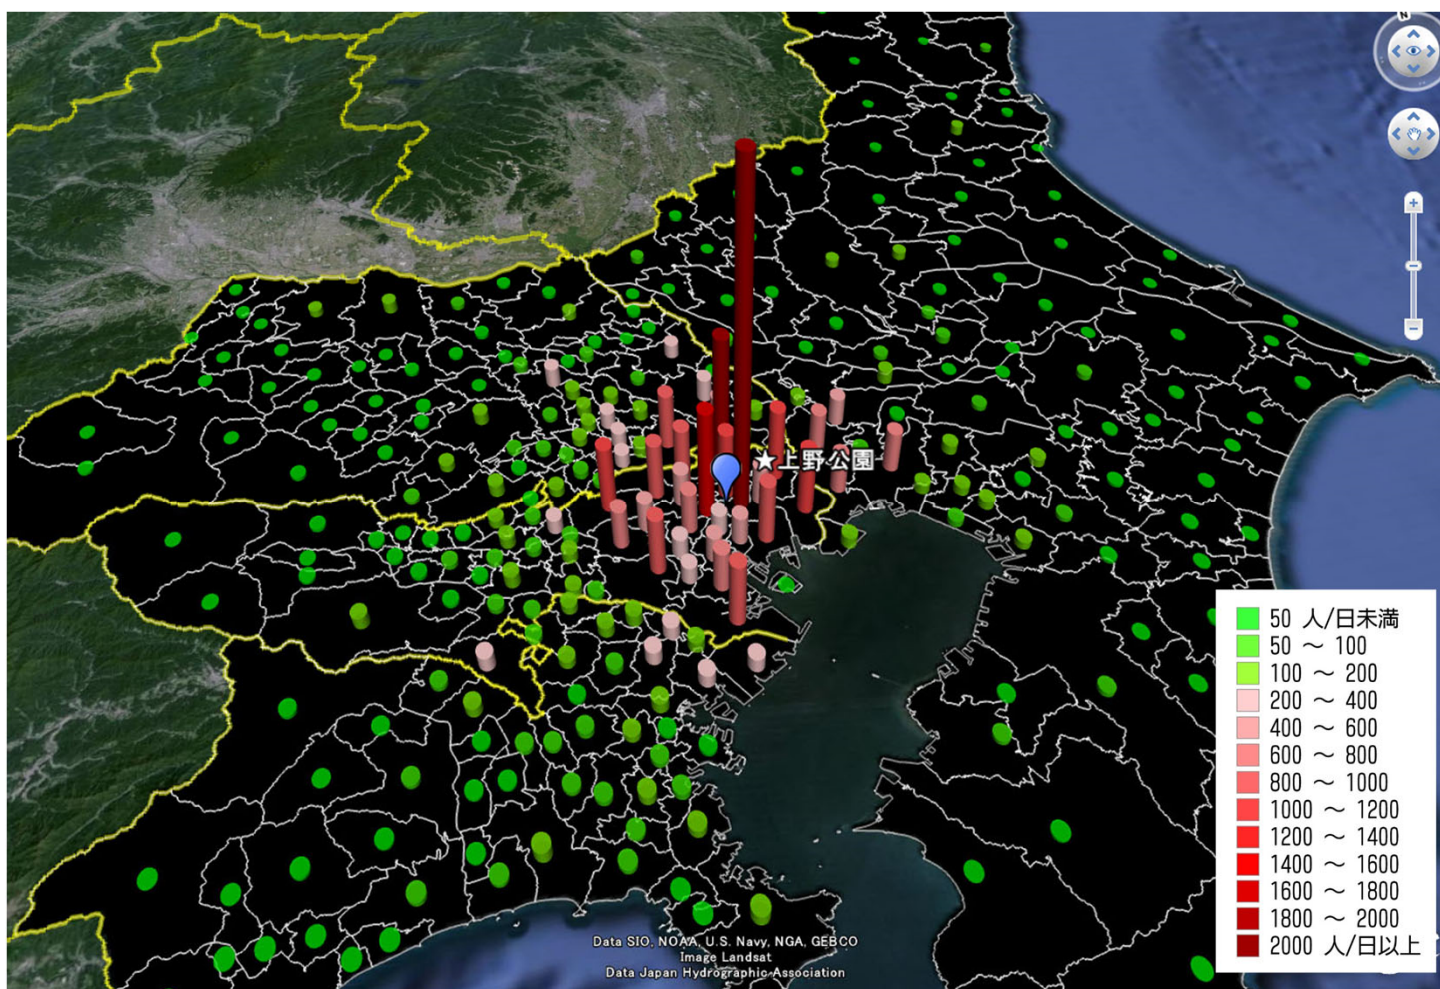 N
★上野公園
50 人/日未満
50 ～ 100
100 ～ 200
200 ～ 400
400 ～ 600
600 ～ 800
800 ～ 1000
1000 ～ 1200
1200 ～ 1400
1400 ～ 1600
1600 ～ 1800
1800 ～ 2000
2000 人/日以上
Data SIO, NOAA, U.S. Navy, NGA, GEBCO
Image Landsat
Data Japan Hydrographic Association